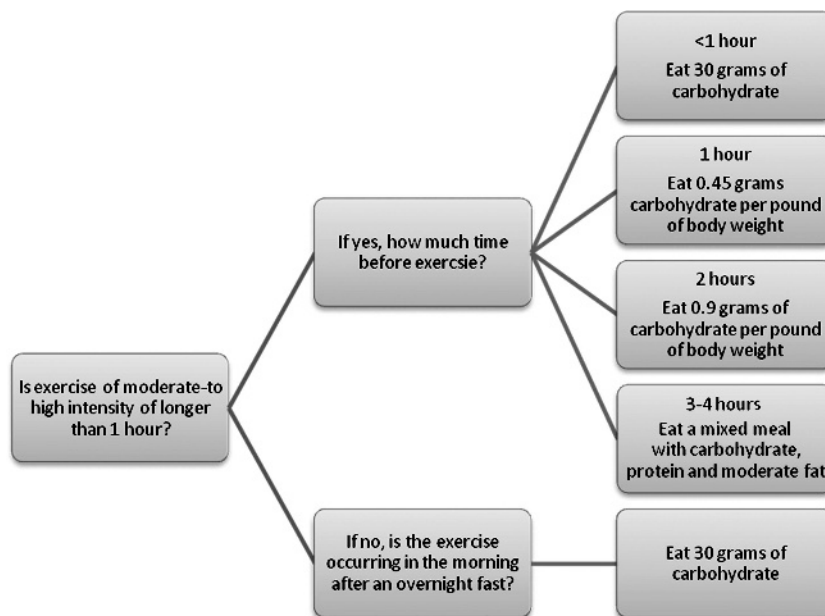 Is exercise of moderate-to
high intensity of longer
than 1 hour?
If yes, how much time
before exercsie?
<1 hour
Eat 30 grams of
carbohydrate
1 hour
Eat 0.45 grams
carbohydrate per pound
of body weight
2 hours
Eat 0.9 grams of
carbohydrate per pound
of body weight
3-4 hours
Eat a mixed meal
with carbohydrate,
protein and moderate fat
If no, is the exercise
occurring in the morning
after an overnight fast?
Eat 30 grams of
carbohydrate